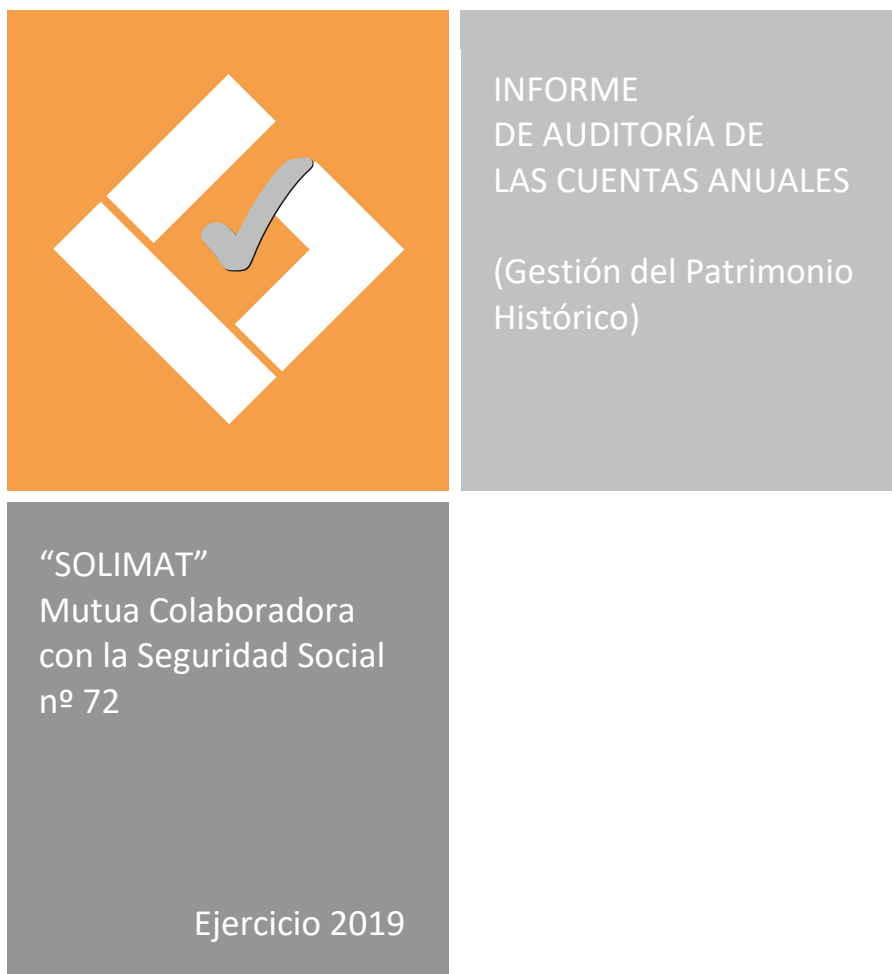 INFORME
DE AUDITORÍA DE
LAS CUENTAS ANUALES
(Gestión del Patrimonio
Histórico)
“SOLIMAT”
Mutua Colaboradora
con la Seguridad Social
nº 72
Ejercicio 2019